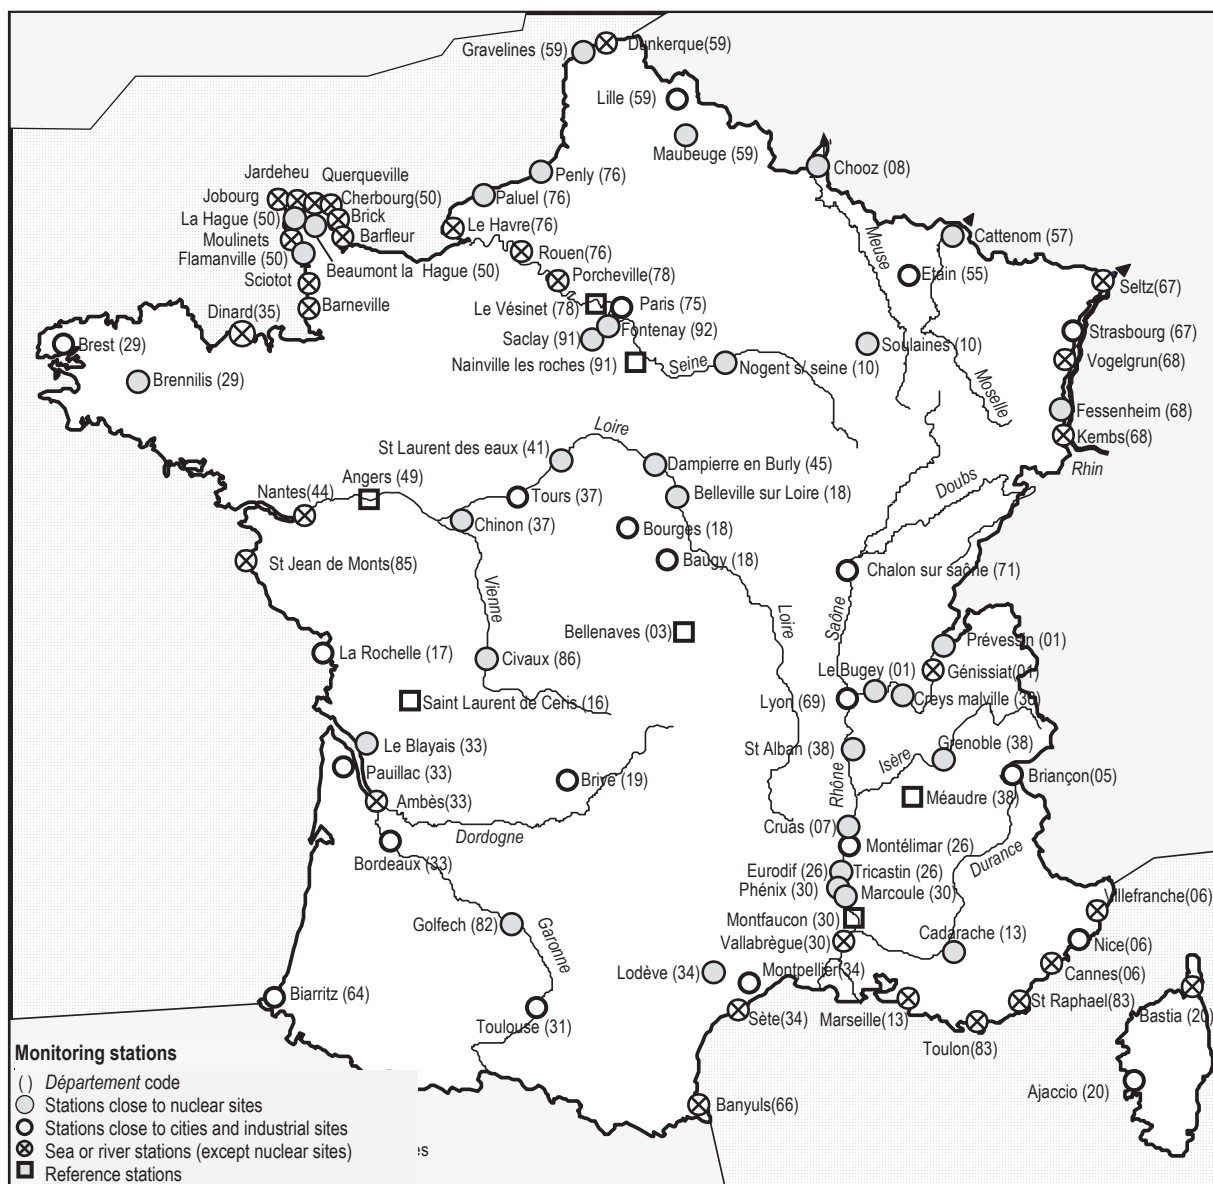 Gravelines (59)
Dunkerque(59)
Lille (59)
Maubeuge (59)
Chooz (08)
Jardeheu
Querqueville
Penly (76)
Jobourg
Cherbourg(50)
Paluel (76)
La Hague (50)
Brick
Le Havre(76)
Meuse
Cattenom (57)
Moulinets
Barfleur
Flamanville (50)
Rouen(76)
Beaumont la Hague (50)
Etain (55)
Sciotot
Porcheville(78)
Seltz(67)
Dinard(35)
Barneville
Le Vésinet (78)
Paris (75)
Fontenay (92)
Strasbourg (67)
Brest (29)
Saclay (91)
Soulaines (10)
Nainville les roches (91)
Seine
Nogent s/ seine (10)
Vogelgrun(68)
Brennilis (29)
Moselle
Fessenheim (68)
Loire
Kembs(68)
St Laurent des eaux (41)
Dampierre en Burly (45)
Rhin
Angers (49)
Doubs
Nantes(44)
Tours (37)
Belleville sur Loire (18)
Chinon (37)
Bourges (18)
St Jean de Monts(85)
Baugy (18)
Chalon sur saône (71)
Vienne
Loire
Saône
Bellenaves (03)
Prévessin (01)
La Rochelle (17)
Civaux (86)
Le Bugey (01)
Génissiat(01)
Saint Laurent de Ceris (16)
Lyon (69)
Creys malville (38)
Le Blayais (33)
St Alban (38)
Isère
Grenoble (38)
Pauillac (33)
Brive (19)
Briançon(05)
Ambès(33)
Rhône
Méaudre (38)
Dordogne
Cruas (07)
Bordeaux (33)
Montélimar (26)
Durance
Eurodif (26)
Tricastin (26)
Phénix (30)
Marcoule (30)
Villefranche(06)
Golfech (82)
Garonne
Montfaucon (30)
Vallabrègue(30)
Cadarache (13)
Nice(06)
Lodève (34)
Montpellier(34)
Cannes(06)
Biarritz (64)
St Raphael(83)
Toulouse (31)
Sète(34)
Marseille(13)
Bastia (20)
Toulon(83)
Ajaccio (20)
Banyuls(66)
Monitoring stations
( ) Département code
Stations close to nuclear sites
Stations close to cities and industrial sites
Sea or river stations (except nuclear sites)
es
Reference stations